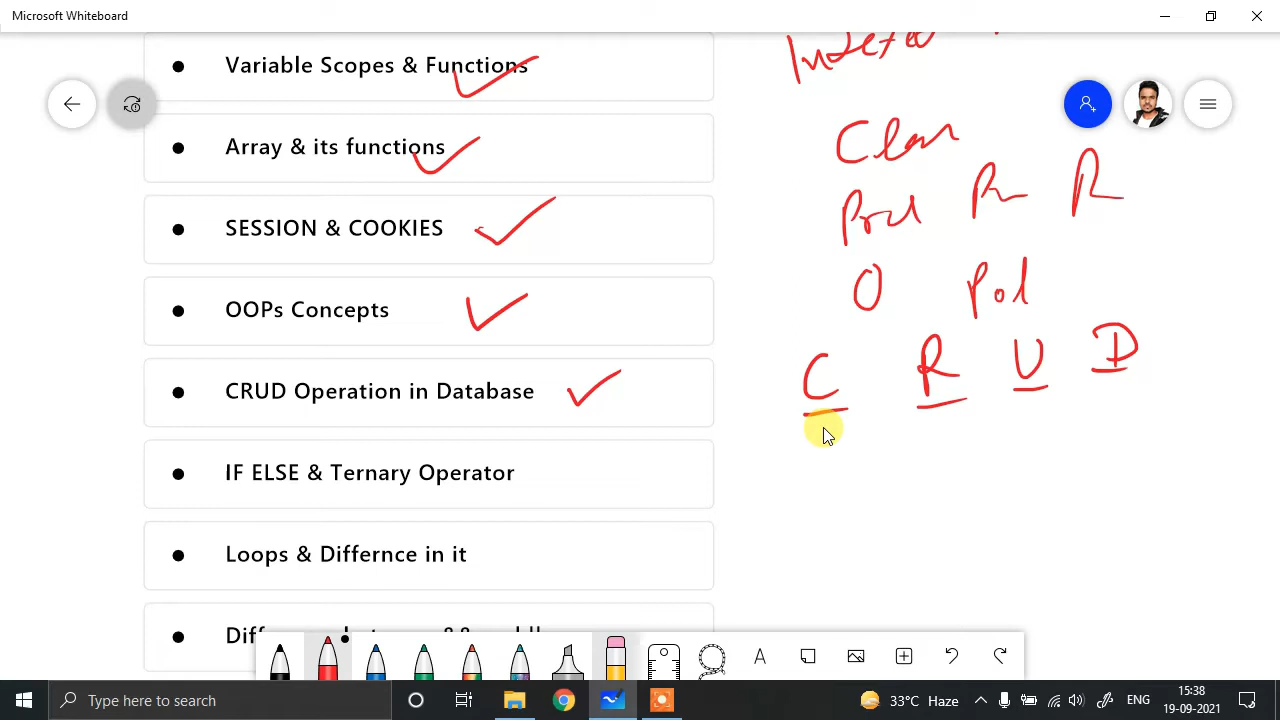 Microsoft Whiteboard
Variable Scopes & Functions
Array & its functions
SESSION & COOKIES
OOPs Concepts
CRUD Operation in Database
IF ELSE & Ternary Operator
Loops & Differnce in it
R
O Pol
C R U D
A
Type here to search
33°C Haze
ENG
15:38
19-09-2021